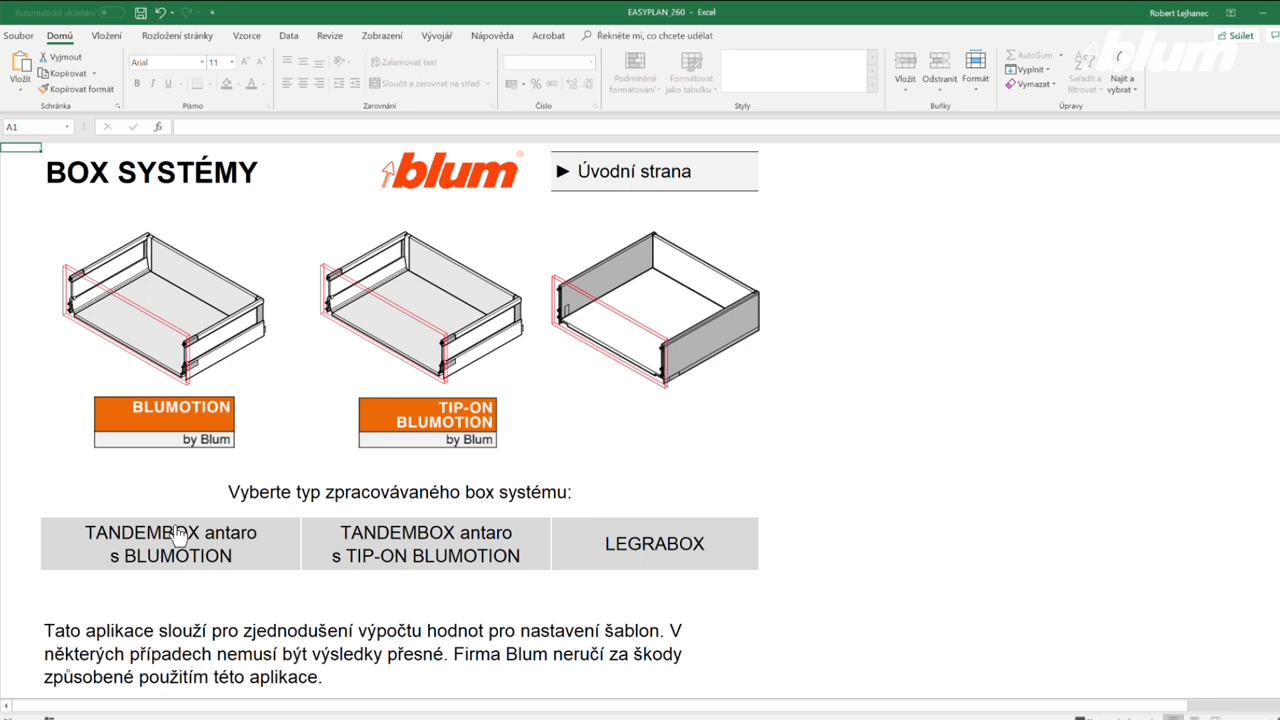 Automatické ukládání
EASYPLAN_260 - Excel
Robert Lejhanec
Soubor Domů Vložení Rozložení stránky Vzorce Data Revize Zobrazení Vývojář Nápověda Acrobat Řekněte mi, co chcete udělat
Sdílet
Vložit
Vyjmout
Kopírovat
Kopírovat formát
Schránka
Arial 11
B I U
Písmo
Zalamovat text
Sloučit a zarovnat na střed
Zarovnání
% 000
Číslo
Podmíněné
formátování
Formátovat
jako tabulku
Styly
Vložit Odstranit Formát
Buňky
AutoSum
Vyplnit
Vymazat
Seřadit a
filtrovat
Najít a
vybrat
Úpravy
blum
A1
fx
BOX SYSTÉMY
blum
► Úvodní strana
BLUMOTION
by Blum
TIP-ON
BLUMOTION
by Blum
Vyberte typ zpracovávaného box systému:
TANDEMBOX antaro
s BLUMOTION
TANDEMBOX antaro
s TIP-ON BLUMOTION
LEGRABOX
Tato aplikace slouží pro zjednodušení výpočtu hodnot pro nastavení šablon. V
některých případech nemusí být výsledky přesné. Firma Blum neručí za škody
způsobené použitím této aplikace.